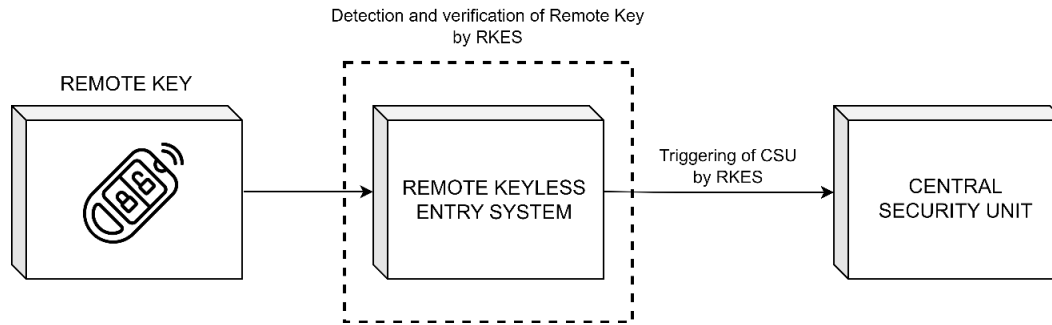 Detection and verification of Remote Key
by RKES
REMOTE KEY
REMOTE KEYLESS
ENTRY SYSTEM
Triggering of CSU
by RKES
CENTRAL
SECURITY UNIT